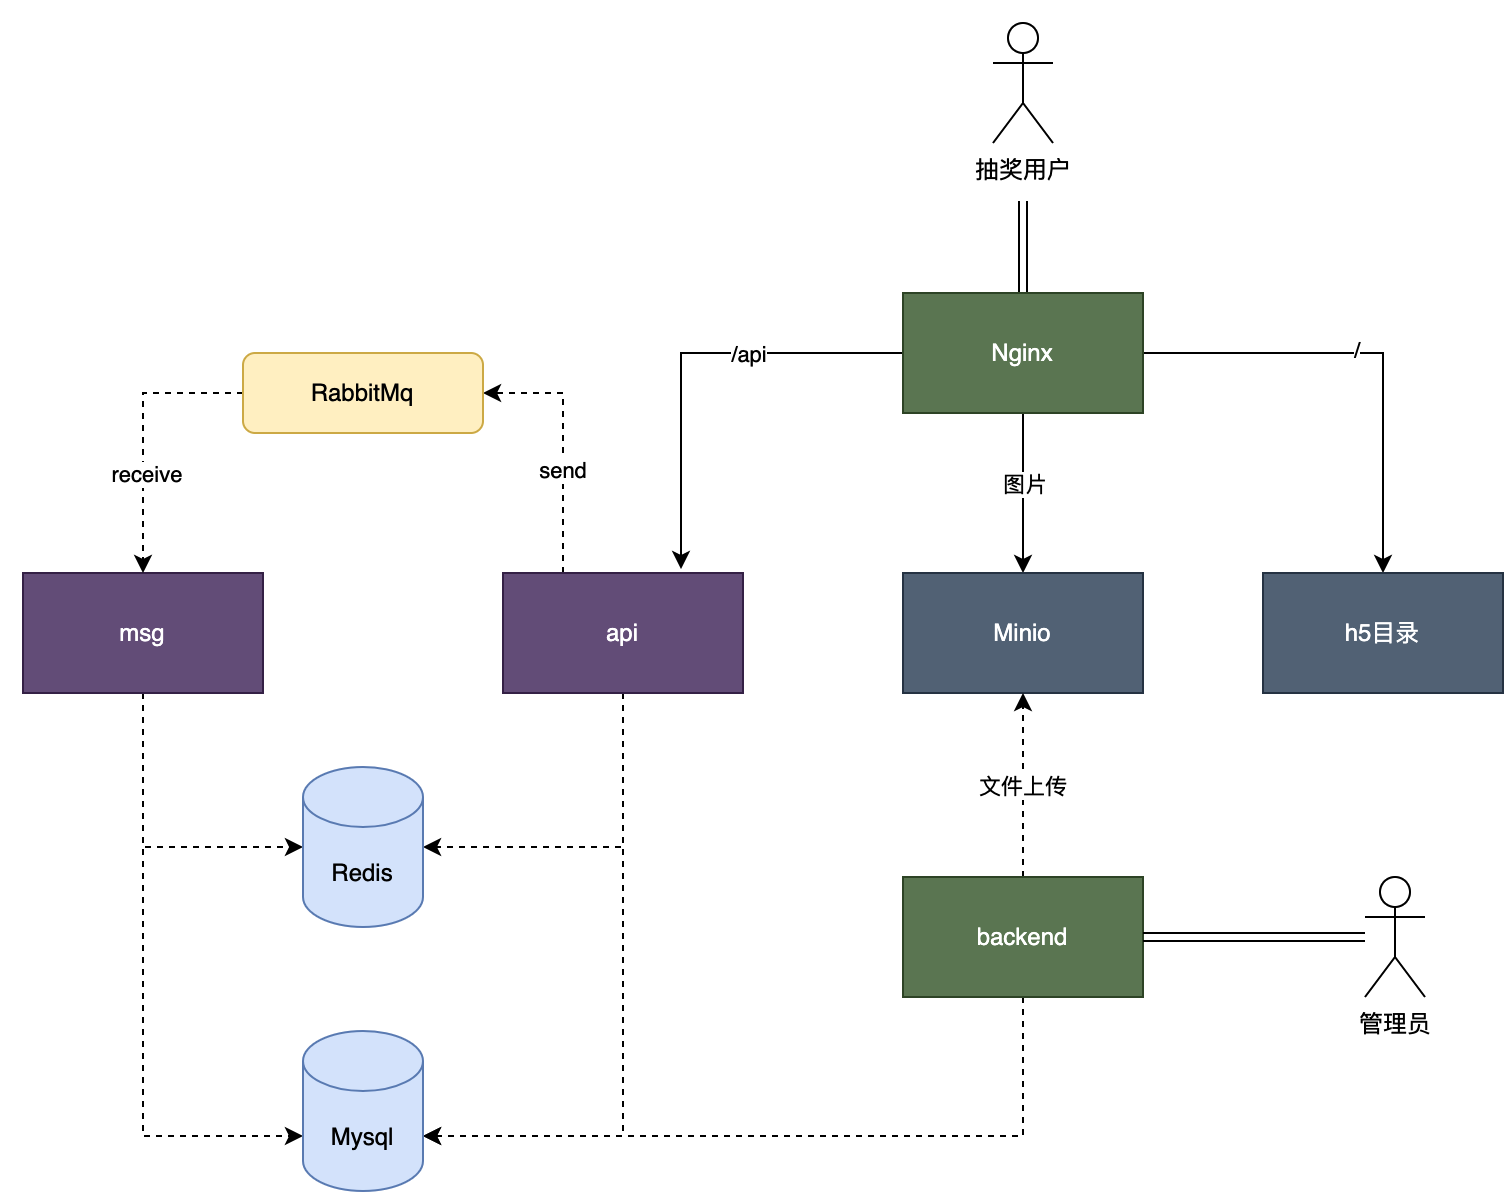 抽奖用户
Nginx
/api
/
RabbitMq
receive
send
图片
msg
api
Minio
h5目录
文件上传
Redis
backend
管理员
Mysql